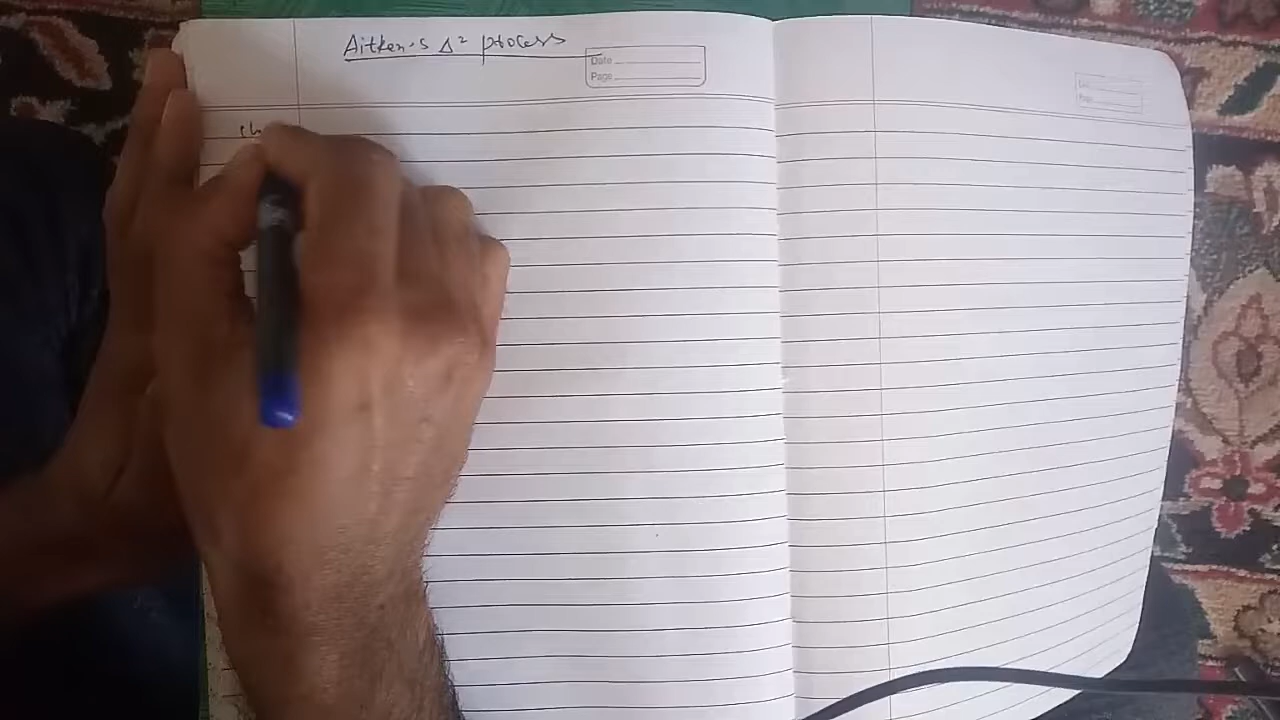 Aitken's Δ² process
Date
Page